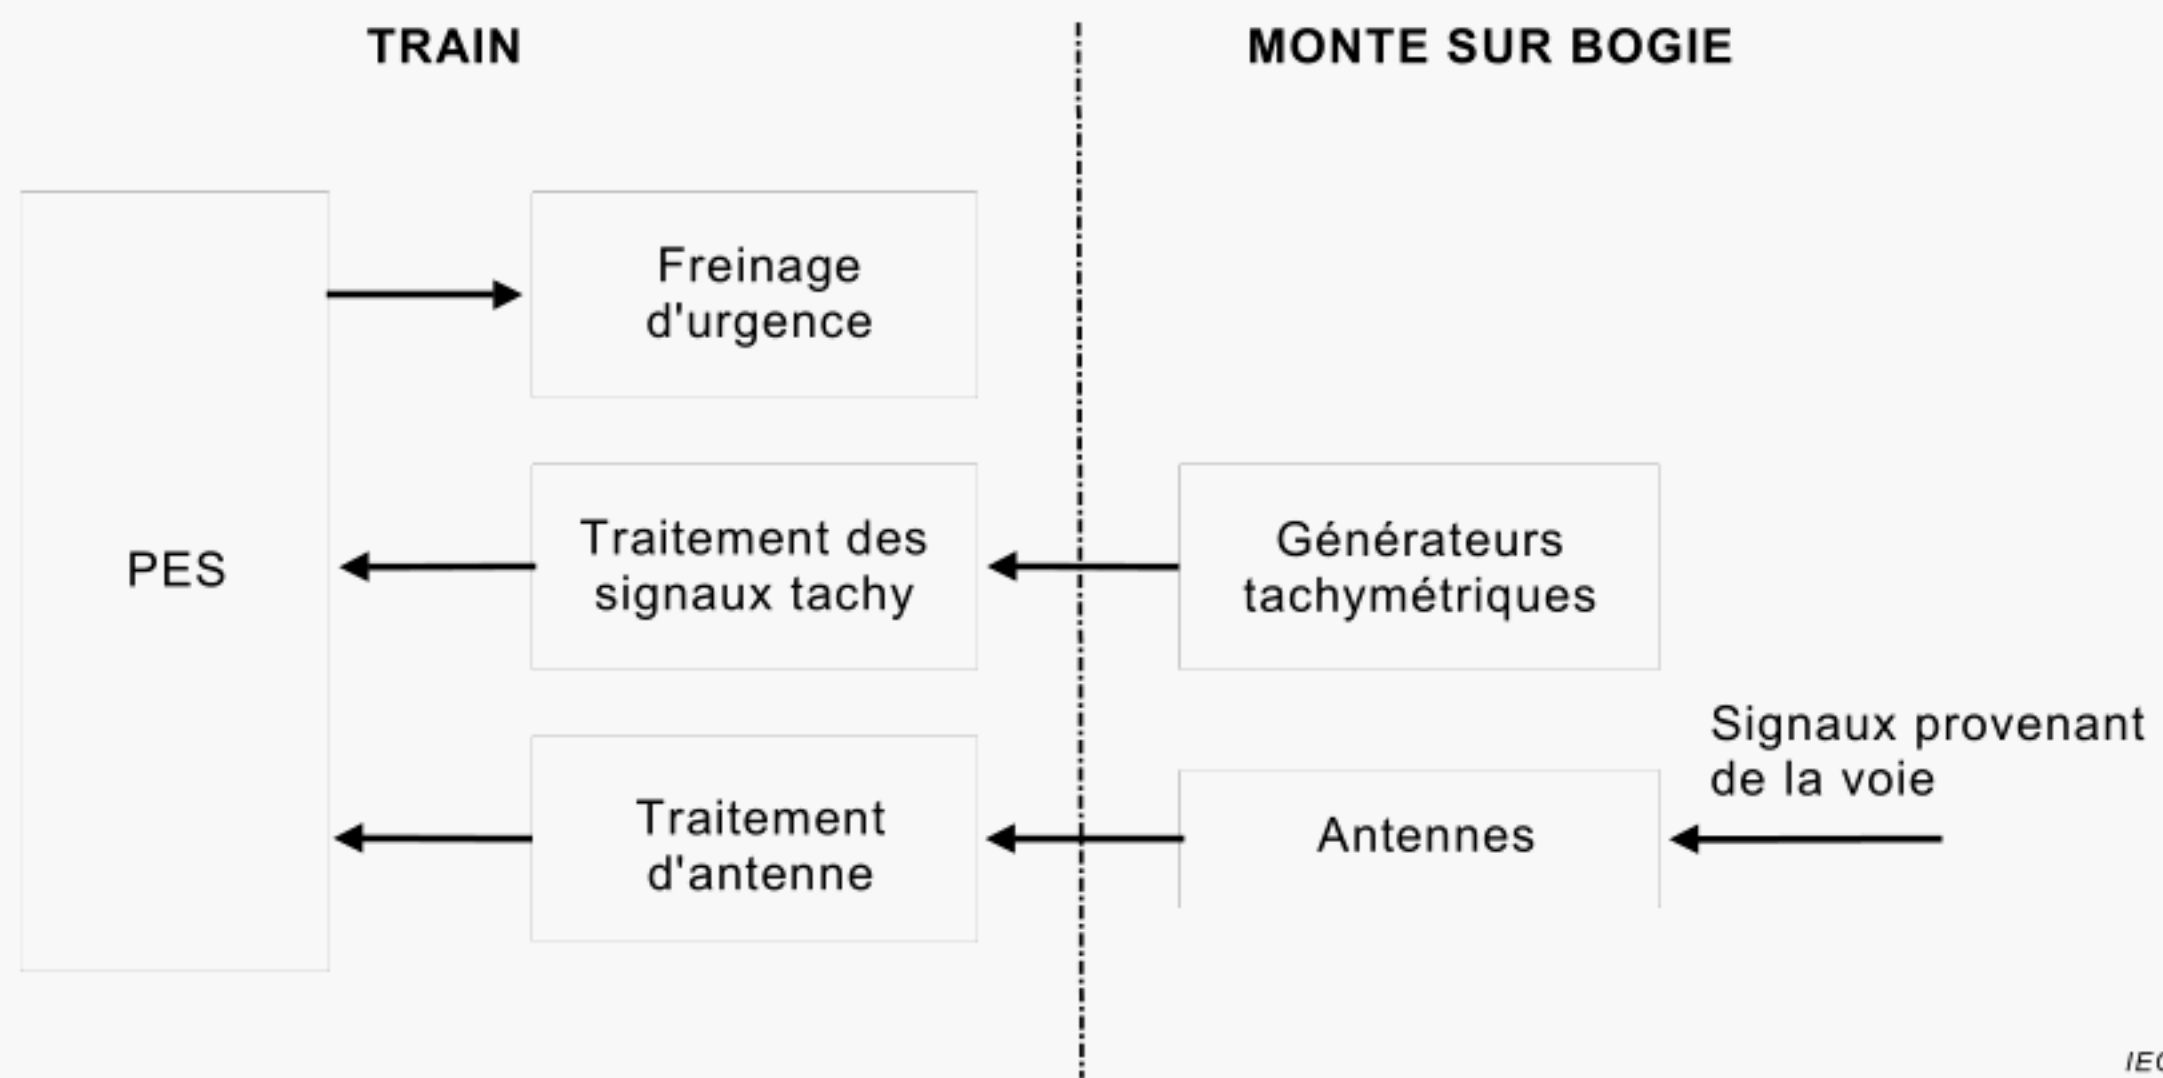 TRAIN
MONTE SUR BOGIE
Freinage
d'urgence
PES
Traitement des
signaux tachy
Générateurs
tachymétriques
Signaux provenant
de la voie
Traitement
d'antenne
Antennes